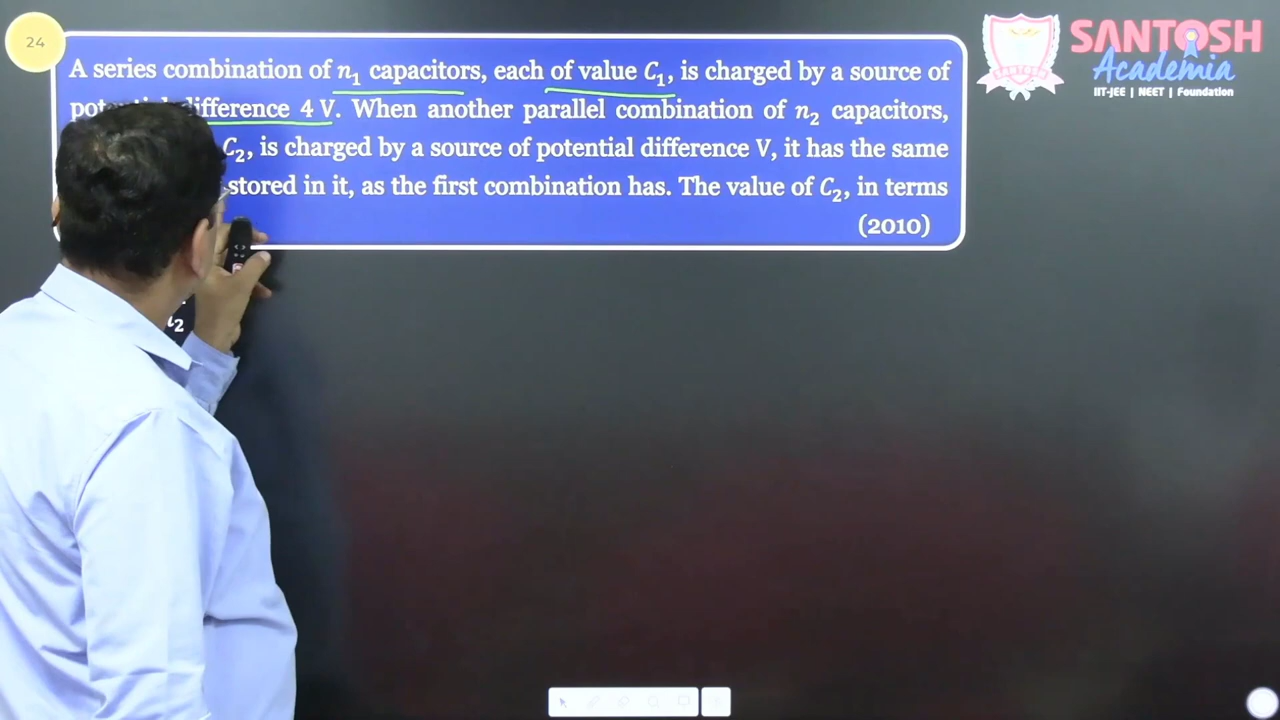 24
A series combination of n₁ capacitors, each of value C₁, is charged by a source of
difference 4 V. When another parallel combination of n₂ capacitors,
C₂, is charged by a source of potential difference V, it has the same
stored in it, as the first combination has. The value of C₂, in terms
(2010)
SANTOSH
Academia
IIT-JEE | NEET | Foundation
SANTOSH